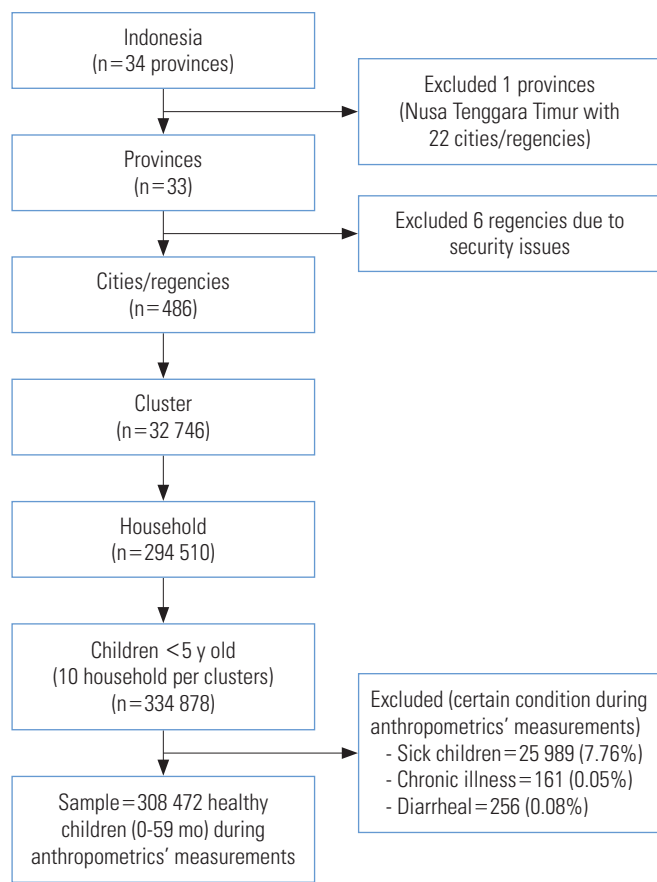 Indonesia
(n=34 provinces)
Excluded 1 provinces
(Nusa Tenggara Timur with
22 cities/regencies)
Provinces
(n=33)
Excluded 6 regencies due to
security issues
Cities/regencies
(n=486)
Cluster
(n=32 746)
Household
(n=294 510)
Children <5 y old
(10 household per clusters)
(n=334 878)
Excluded (certain condition during
anthropometrics’ measurements)
- Sick children=25 989 (7.76%)
- Chronic illness=161 (0.05%)
- Diarrheal=256 (0.08%)
Sample=308 472 healthy
children (0-59 mo) during
anthropometrics’ measurements